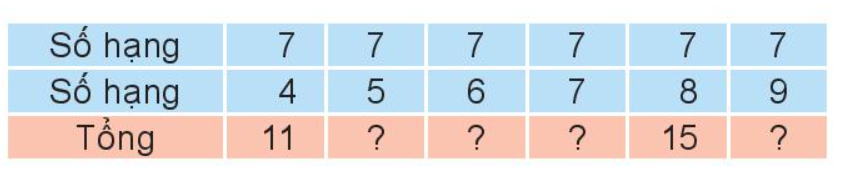 Số hạng 7 7 7 7 7 7
Số hạng 4 5 6 7 8 9
Tổng 11 ? ? ? 15 ?